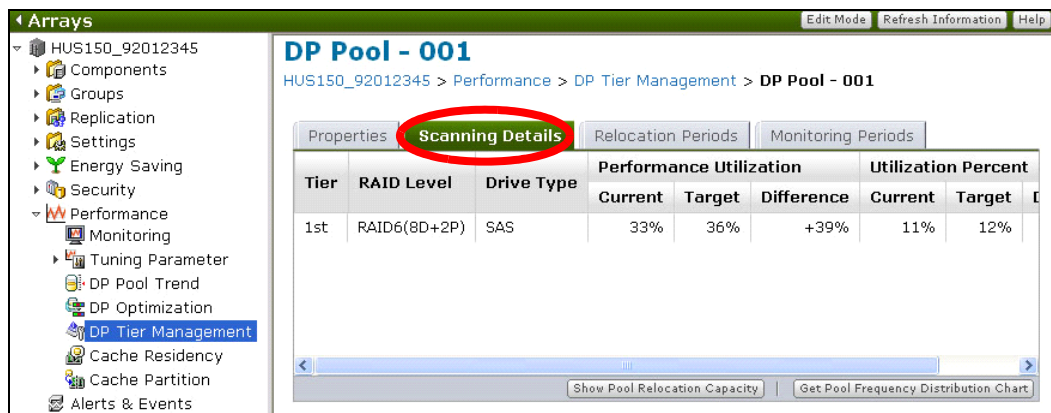 Arrays
Edit Mode Refresh Information Help
HUS150_92012345
Components
Groups
Replication
Settings
Energy Saving
Security
Performance
Monitoring
Tuning Parameter
DP Pool Trend
DP Optimization
DP Tier Management
Cache Residency
Cache Partition
Alerts & Events
DP Pool - 001
HUS150_92012345 > Performance > DP Tier Management > DP Pool - 001
Properties Scanning Details Relocation Periods Monitoring Periods
Tier RAID Level Drive Type Performance Utilization Utilization Percent
Current Target Difference Current Target
1st RAID6(8D+2P) SAS 33% 36% +39% 11% 12%
Show Pool Relocation Capacity | Get Pool Frequency Distribution Chart